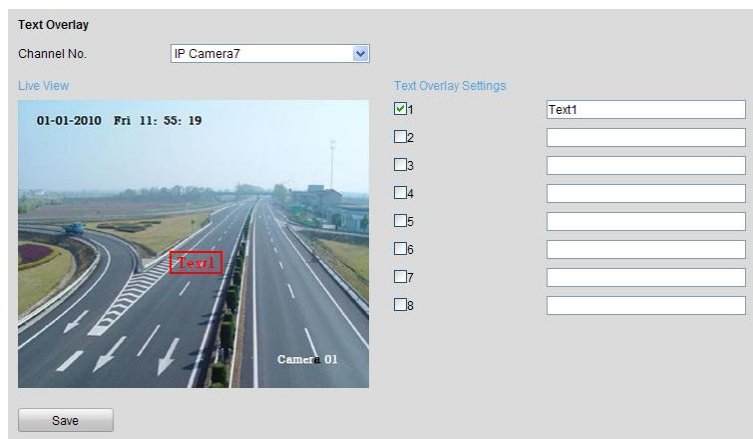 Text Overlay
Channel No. IP Camera7
Live View
Text Overlay Settings
01-01-2010 Fri 11: 55: 19
Text1
Camera 01
1 Text1
2
3
4
5
6
7
8
Save